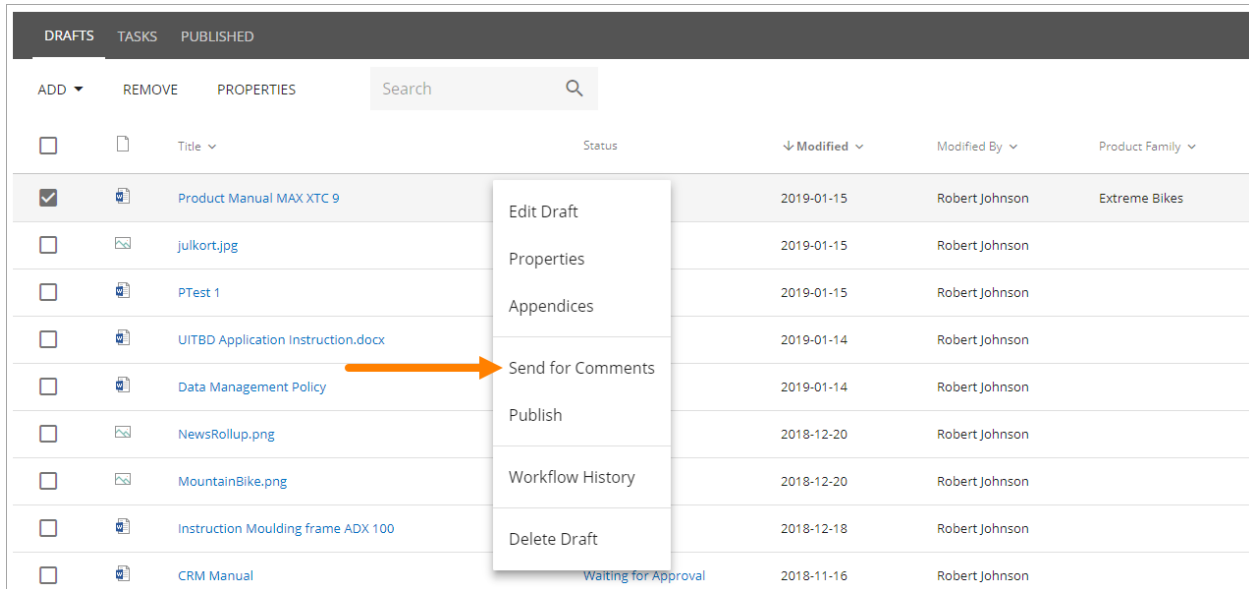 DRAFTS TASKS PUBLISHED
ADD REMOVE PROPERTIES Search
Title Status Modified Modified By Product Family
Product Manual MAX XTC 9 2019-01-15 Robert Johnson Extreme Bikes
Edit Draft
julkort.jpg 2019-01-15 Robert Johnson
Properties
PTest 1 2019-01-15 Robert Johnson
Appendices
UITBD Application Instruction.docx 2019-01-14 Robert Johnson
Send for Comments
Data Management Policy 2019-01-14 Robert Johnson
Publish
NewsRollup.png 2018-12-20 Robert Johnson
Workflow History
MountainBike.png 2018-12-20 Robert Johnson
Instruction Moulding frame ADX 100 2018-12-18 Robert Johnson
Delete Draft
CRM Manual Waiting for Approval 2018-11-16 Robert Johnson